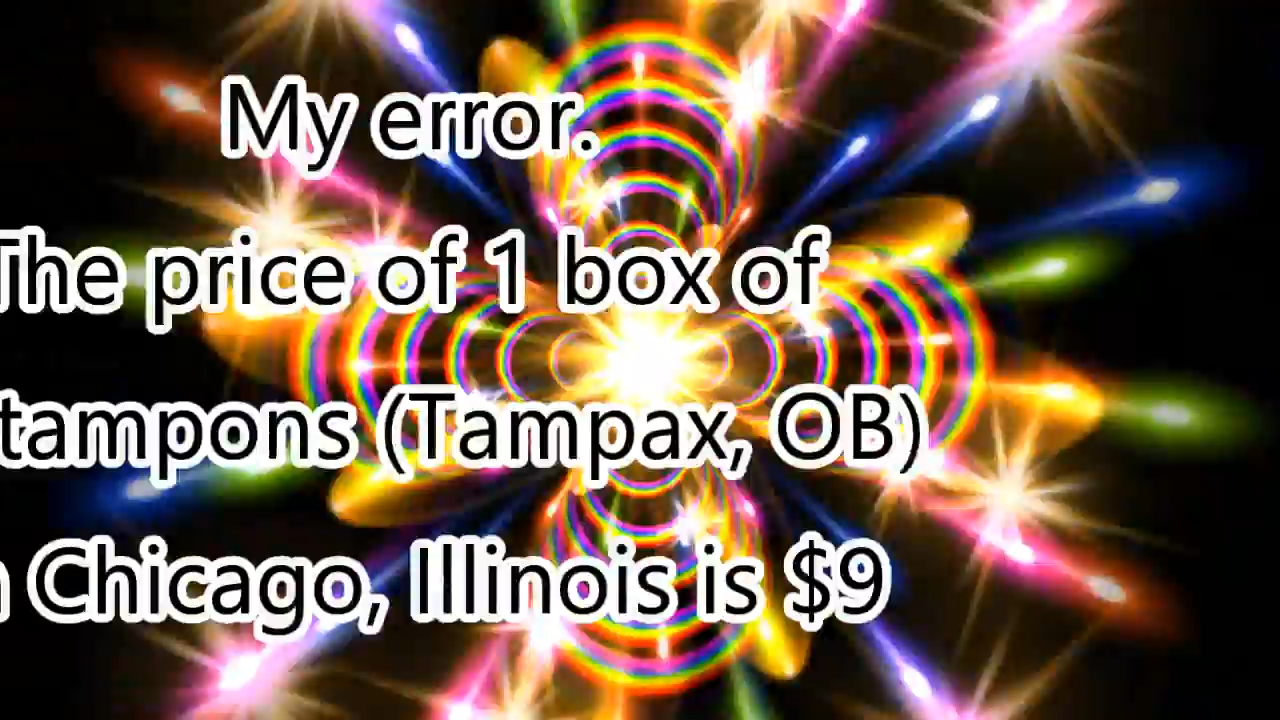 My error.
The price of 1 box of
tampons (Tampax, OB)
Chicago, Illinois is $9